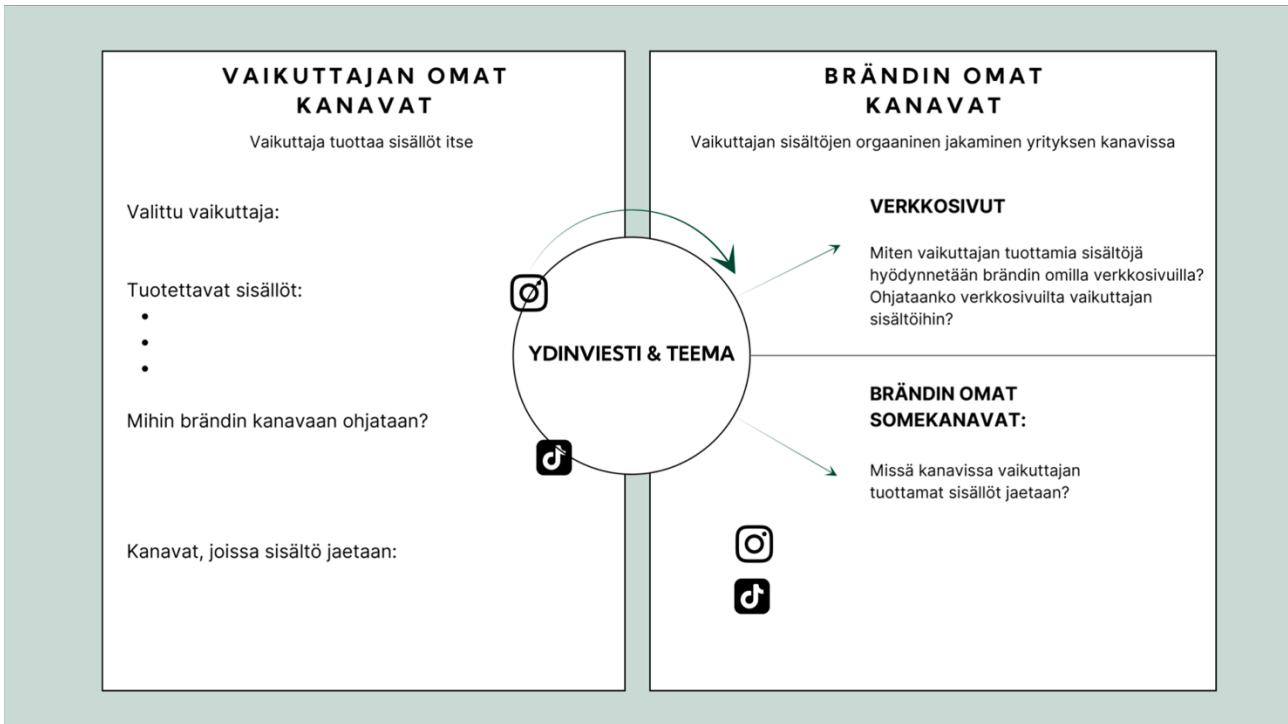 VAIKUTTAJAN OMAT
KANAVAT
Vaikuttaja tuottaa sisällöt itse
Valittu vaikuttaja:
Tuotettavat sisällöt:
•
•
•
Mihin brändin kanavaan ohjataan?
Kanavat, joissa sisältö jaetaan:
YDINVIESTI & TEEMA
BRÄNDIN OMAT
KANAVAT
Vaikuttajan sisältöjen orgaaninen jakaminen yrityksen kanavissa
VERKKOSIVUT
Miten vaikuttajan tuottamia sisältöjä
hyödynnetään brändin omilla verkkosivuilla?
Ohjataanko verkkosivuilta vaikuttajan
sisältöihin?
BRÄNDIN OMAT
SOMEKANAVAT:
Missä kanavissa vaikuttajan
tuottamat sisällöt jaetaan?